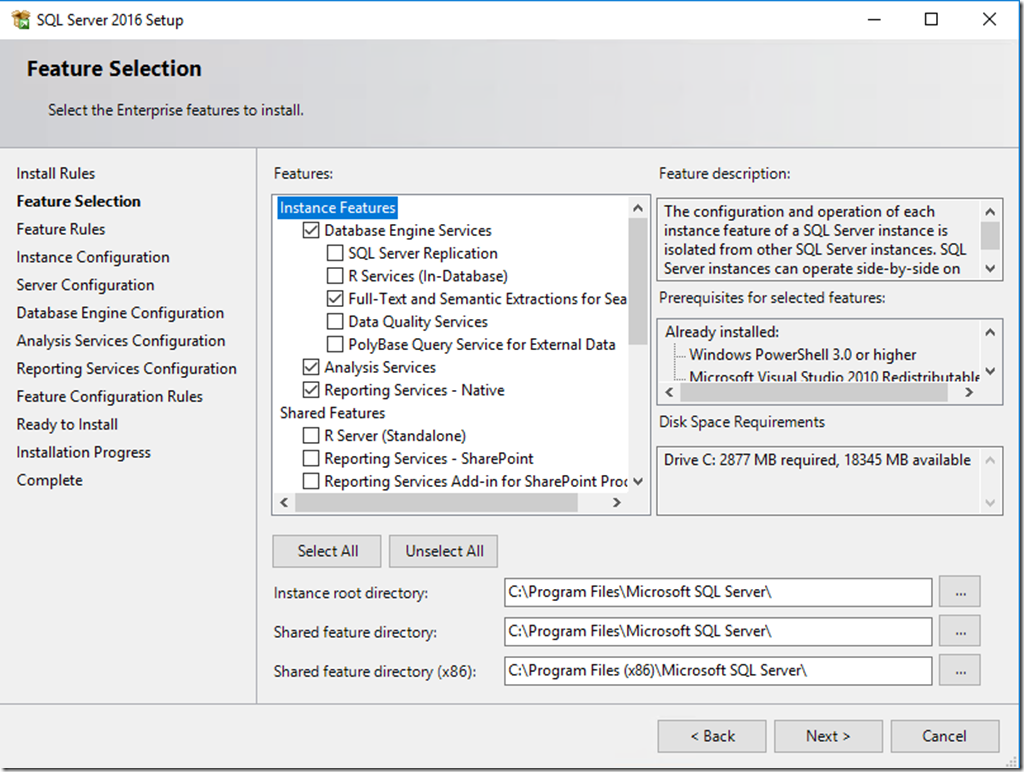 SQL Server 2016 Setup
Feature Selection
Select the Enterprise features to install.
Install Rules
Feature Selection
Feature Rules
Instance Configuration
Server Configuration
Database Engine Configuration
Analysis Services Configuration
Reporting Services Configuration
Feature Configuration Rules
Ready to Install
Installation Progress
Complete
Features:
Instance Features
Database Engine Services
SQL Server Replication
R Services (In-Database)
Full-Text and Semantic Extractions for Sea
Data Quality Services
PolyBase Query Service for External Data
Analysis Services
Reporting Services - Native
Shared Features
R Server (Standalone)
Reporting Services - SharePoint
Reporting Services Add-in for SharePoint Proc
Feature description:
The configuration and operation of each
instance feature of a SQL Server instance is
isolated from other SQL Server instances. SQL
Server instances can operate side-by-side on
Prerequisites for selected features:
Already installed:
Windows PowerShell 3.0 or higher
Microsoft Visual Studio 2010 Redistributable
Disk Space Requirements
Drive C: 2877 MB required, 18345 MB available
Select All
Unselect All
Instance root directory:
C:\Program Files\Microsoft SQL Server\
...
Shared feature directory:
C:\Program Files\Microsoft SQL Server\
...
Shared feature directory (x86):
C:\Program Files (x86)\Microsoft SQL Server\
...
< Back
Next >
Cancel